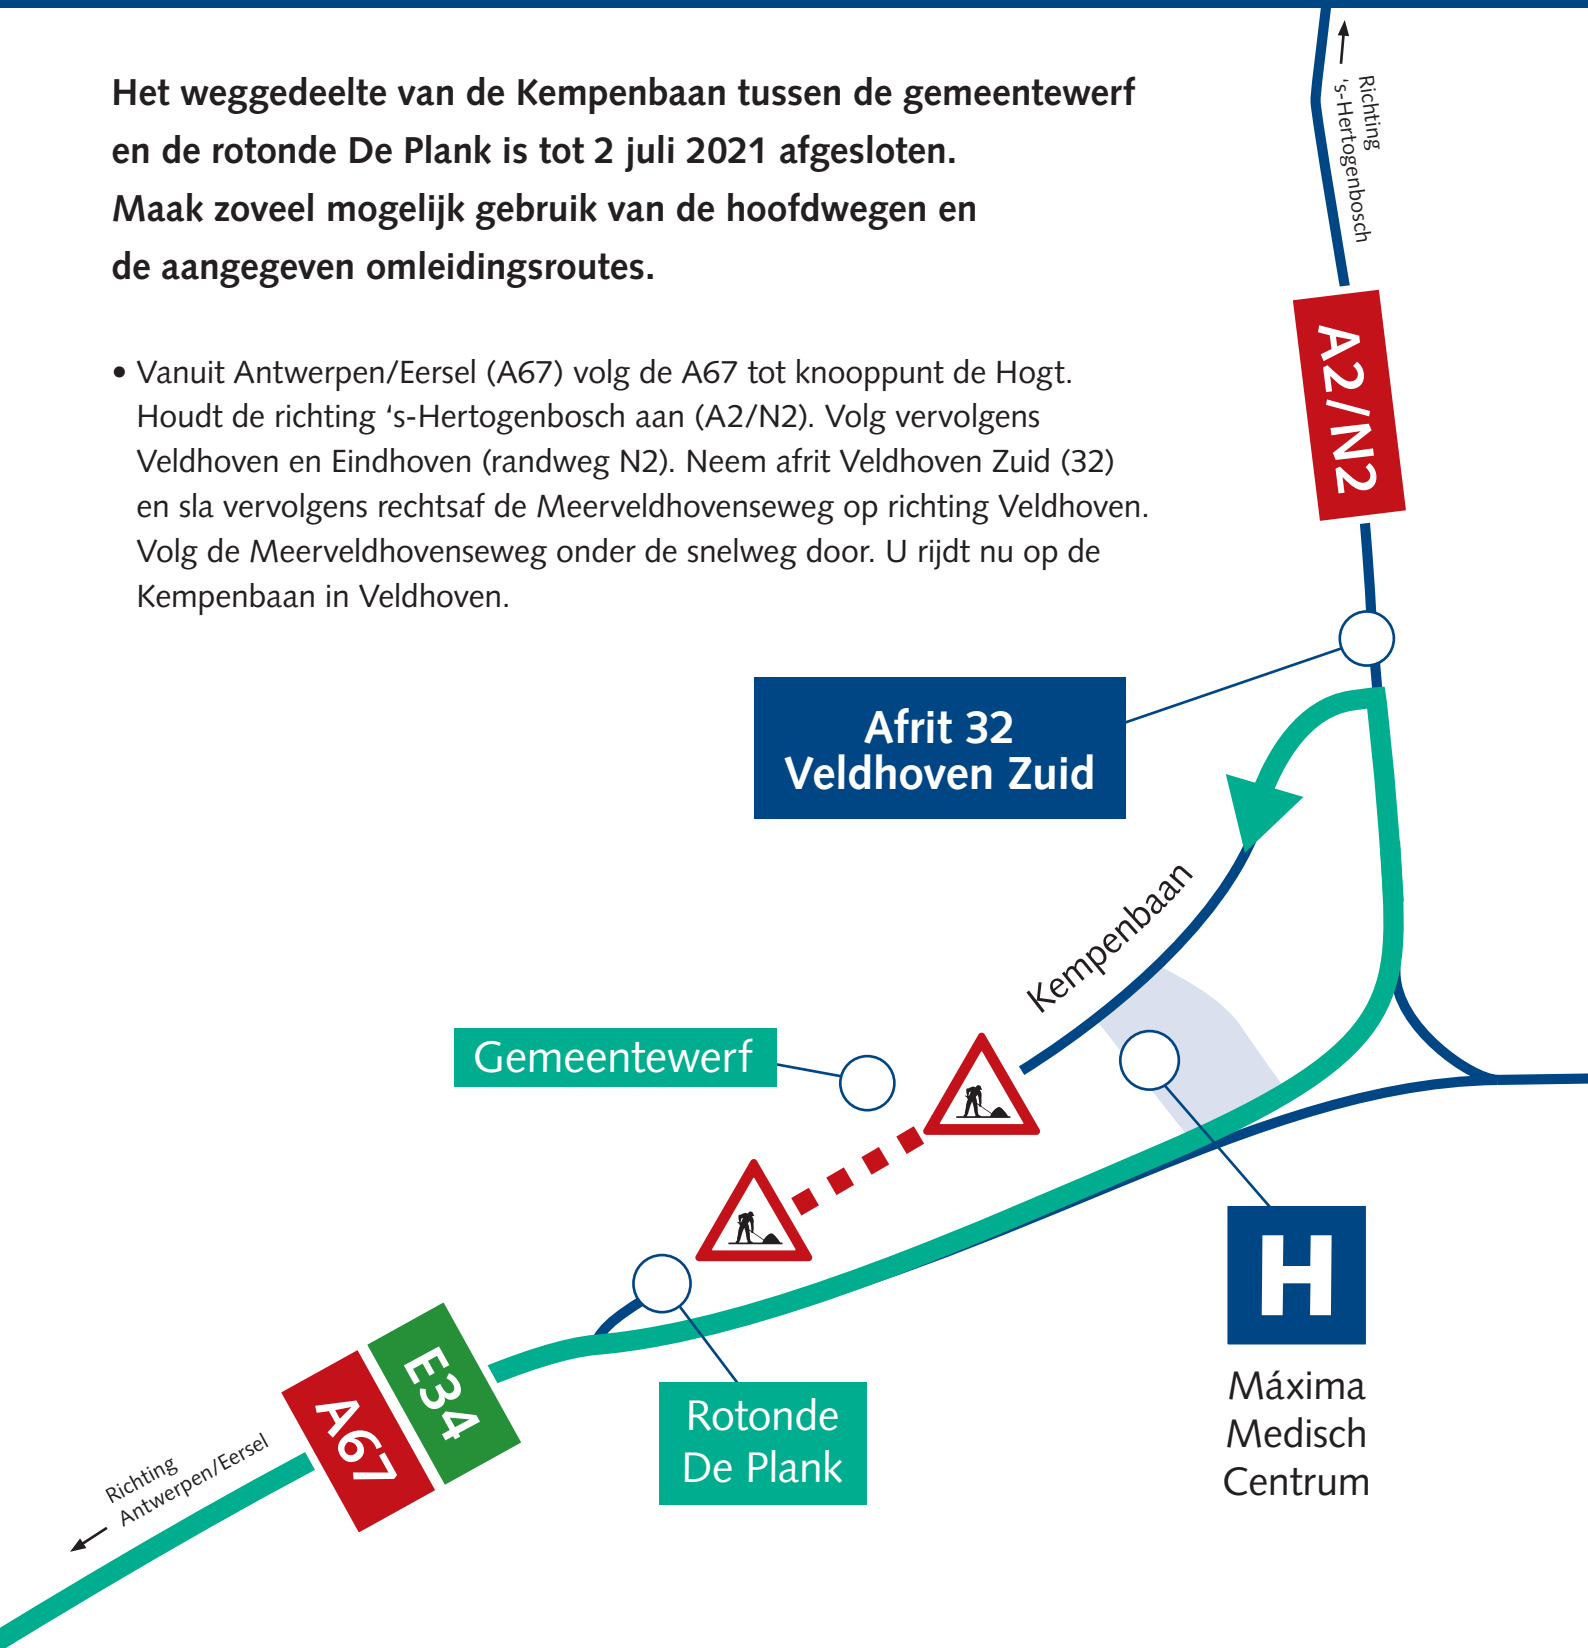 Het weggedeelte van de Kempenbaan tussen de gemeentewerf
en de rotonde De Plank is tot 2 juli 2021 afgesloten.
Maak zoveel mogelijk gebruik van de hoofdwegen en
de aangegeven omleidingsroutes.
• Vanuit Antwerpen/Eersel (A67) volg de A67 tot knooppunt de Hogt.
Houdt de richting ‘s-Hertogenbosch aan (A2/N2). Volg vervolgens
Veldhoven en Eindhoven (randweg N2). Neem afrit Veldhoven Zuid (32)
en sla vervolgens rechtsaf de Meerveldhovenseweg op richting Veldhoven.
Volg de Meerveldhovenseweg onder de snelweg door. U rijdt nu op de
Kempenbaan in Veldhoven.
Richting
‘s-Hertogenbosch
A2/N2
Afrit 32
Veldhoven Zuid
Kempenbaan
Gemeentewerf
H
Máxima
Medisch
Centrum
Rotonde
De Plank
E34
A67
Richting
Antwerpen/Eersel